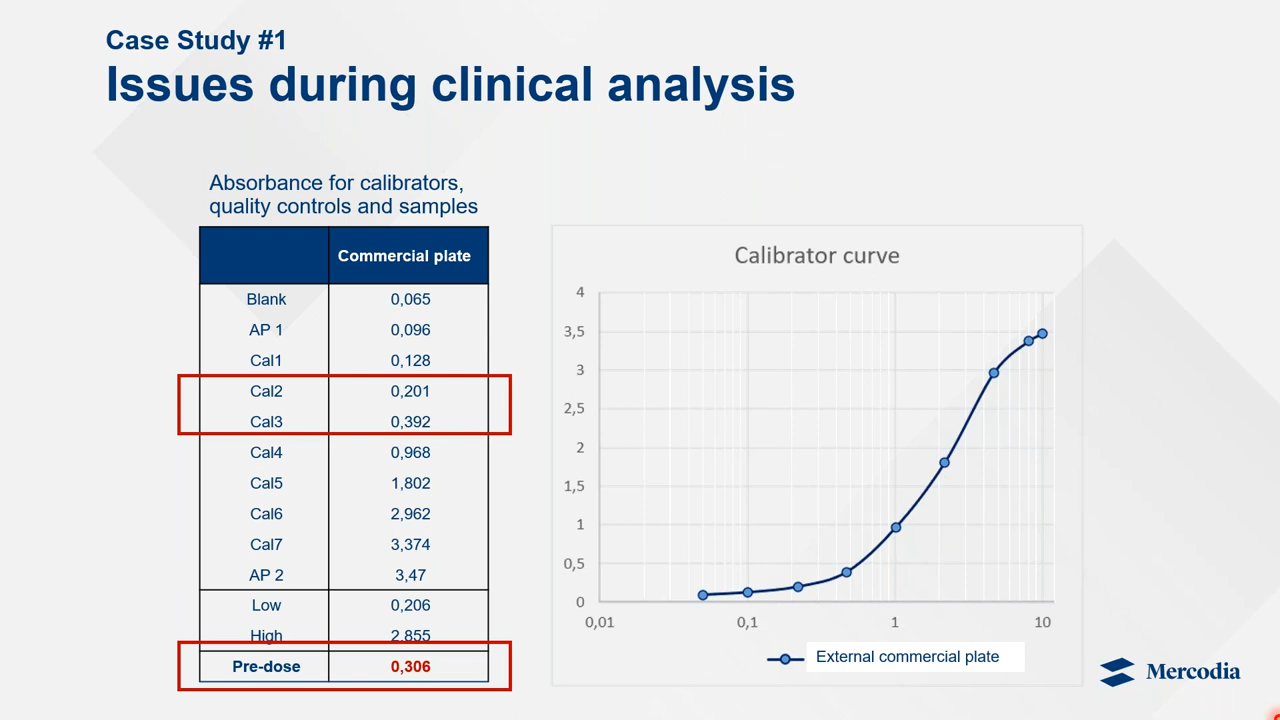 Case Study #1
Issues during clinical analysis
Absorbance for calibrators,
quality controls and samples
Commercial plate
Blank 0,065
AP 1 0,096
Cal1 0,128
Cal2 0,201
Cal3 0,392
Cal4 0,968
Cal5 1,802
Cal6 2,962
Cal7 3,374
AP 2 3,47
Low 0,206
High 2,855
Pre-dose 0,306
Calibrator curve
4
3,5
3
2,5
2
1,5
1
0,5
0
0,01 0,1 1 10
External commercial plate
Mercodia